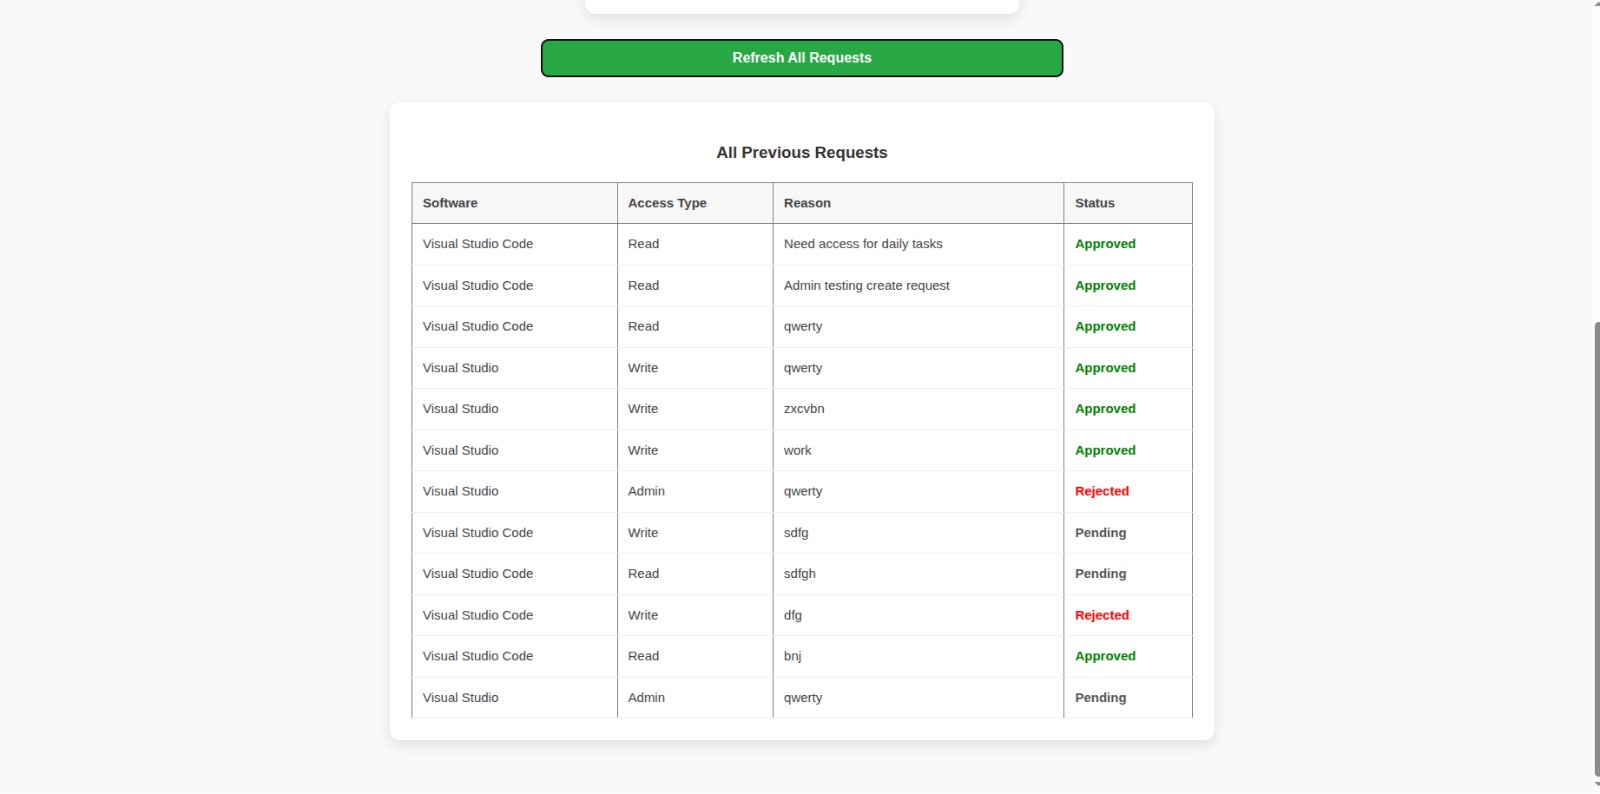 Refresh All Requests
All Previous Requests
Software Access Type Reason Status
Visual Studio Code Read Need access for daily tasks Approved
Visual Studio Code Read Admin testing create request Approved
Visual Studio Code Read qwerty Approved
Visual Studio Write qwerty Approved
Visual Studio Write zxcvbn Approved
Visual Studio Write work Approved
Visual Studio Admin qwerty Rejected
Visual Studio Code Write sdfg Pending
Visual Studio Code Read sdfgh Pending
Visual Studio Code Write dfg Rejected
Visual Studio Code Read bnj Approved
Visual Studio Admin qwerty Pending